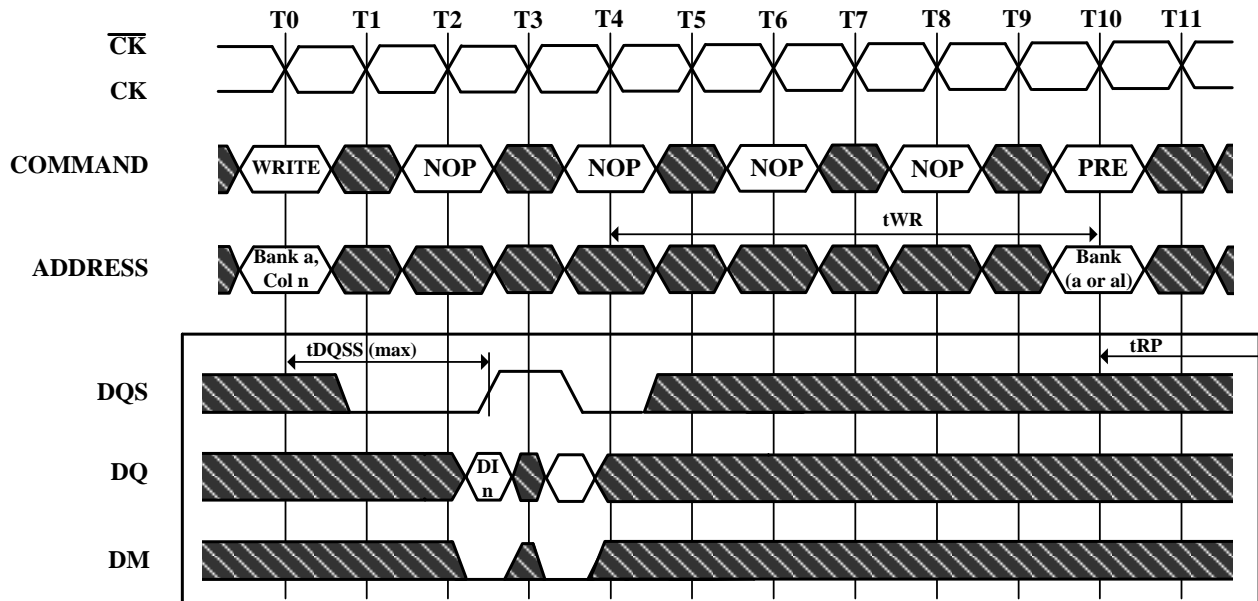 T0 T1 T2 T3 T4 T5 T6 T7 T8 T9 T10 T11
CK
CK
COMMAND WRITE NOP NOP NOP NOP PRE
tWR
ADDRESS Bank a, Col n Bank (a or al)
tDQSS (max) tRP
DQS
DQ DI n
DM